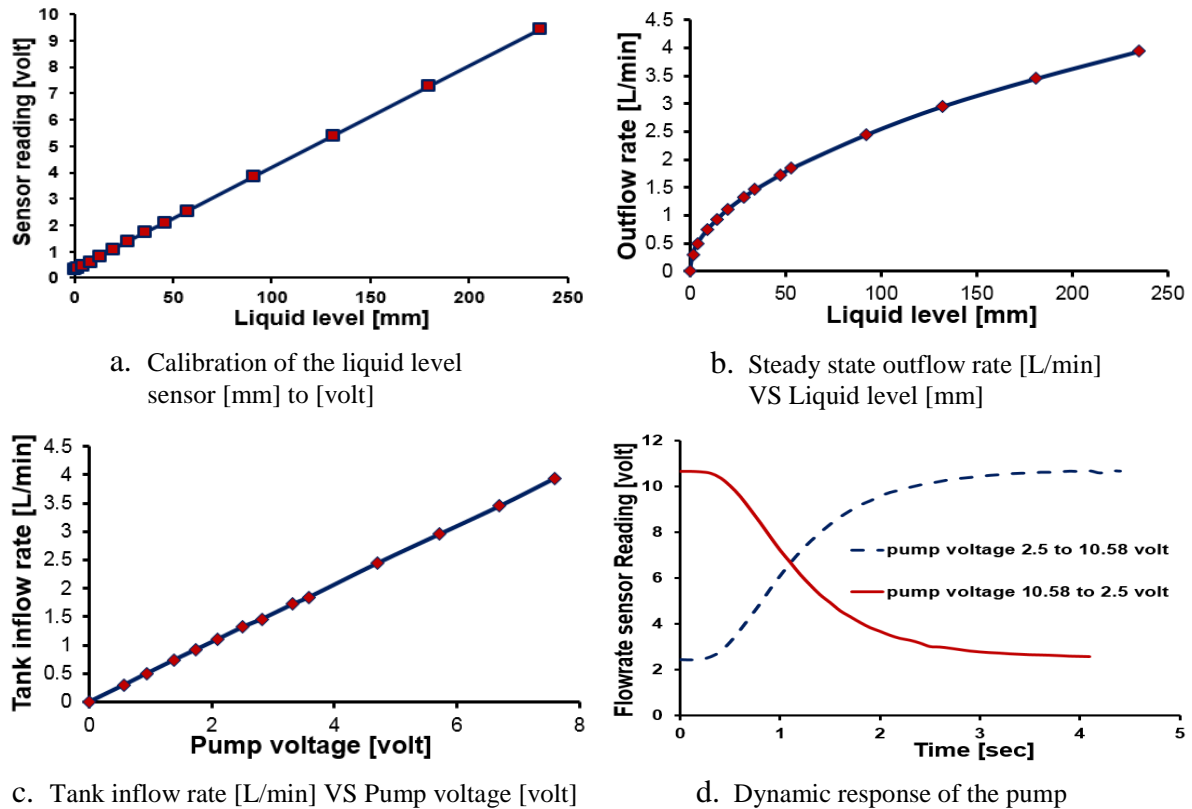 Sensor reading [volt]
10
9
8
7
6
5
4
3
2
1
0
0 50 100 150 200 250
Liquid level [mm]
a. Calibration of the liquid level
sensor [mm] to [volt]
Outflow rate [L/min]
4.5
4
3.5
3
2.5
2
1.5
1
0.5
0
0 50 100 150 200 250
Liquid level [mm]
b. Steady state outflow rate [L/min]
VS Liquid level [mm]
Tank inflow rate [L/min]
4.5
4
3.5
3
2.5
2
1.5
1
0.5
0
0 2 4 6 8
Pump voltage [volt]
c. Tank inflow rate [L/min] VS Pump voltage [volt]
Flowrate sensor Reading [volt]
12
10
8
6
4
2
0
pump voltage 2.5 to 10.58 volt
pump voltage 10.58 to 2.5 volt
0 1 2 3 4 5
Time [sec]
d. Dynamic response of the pump